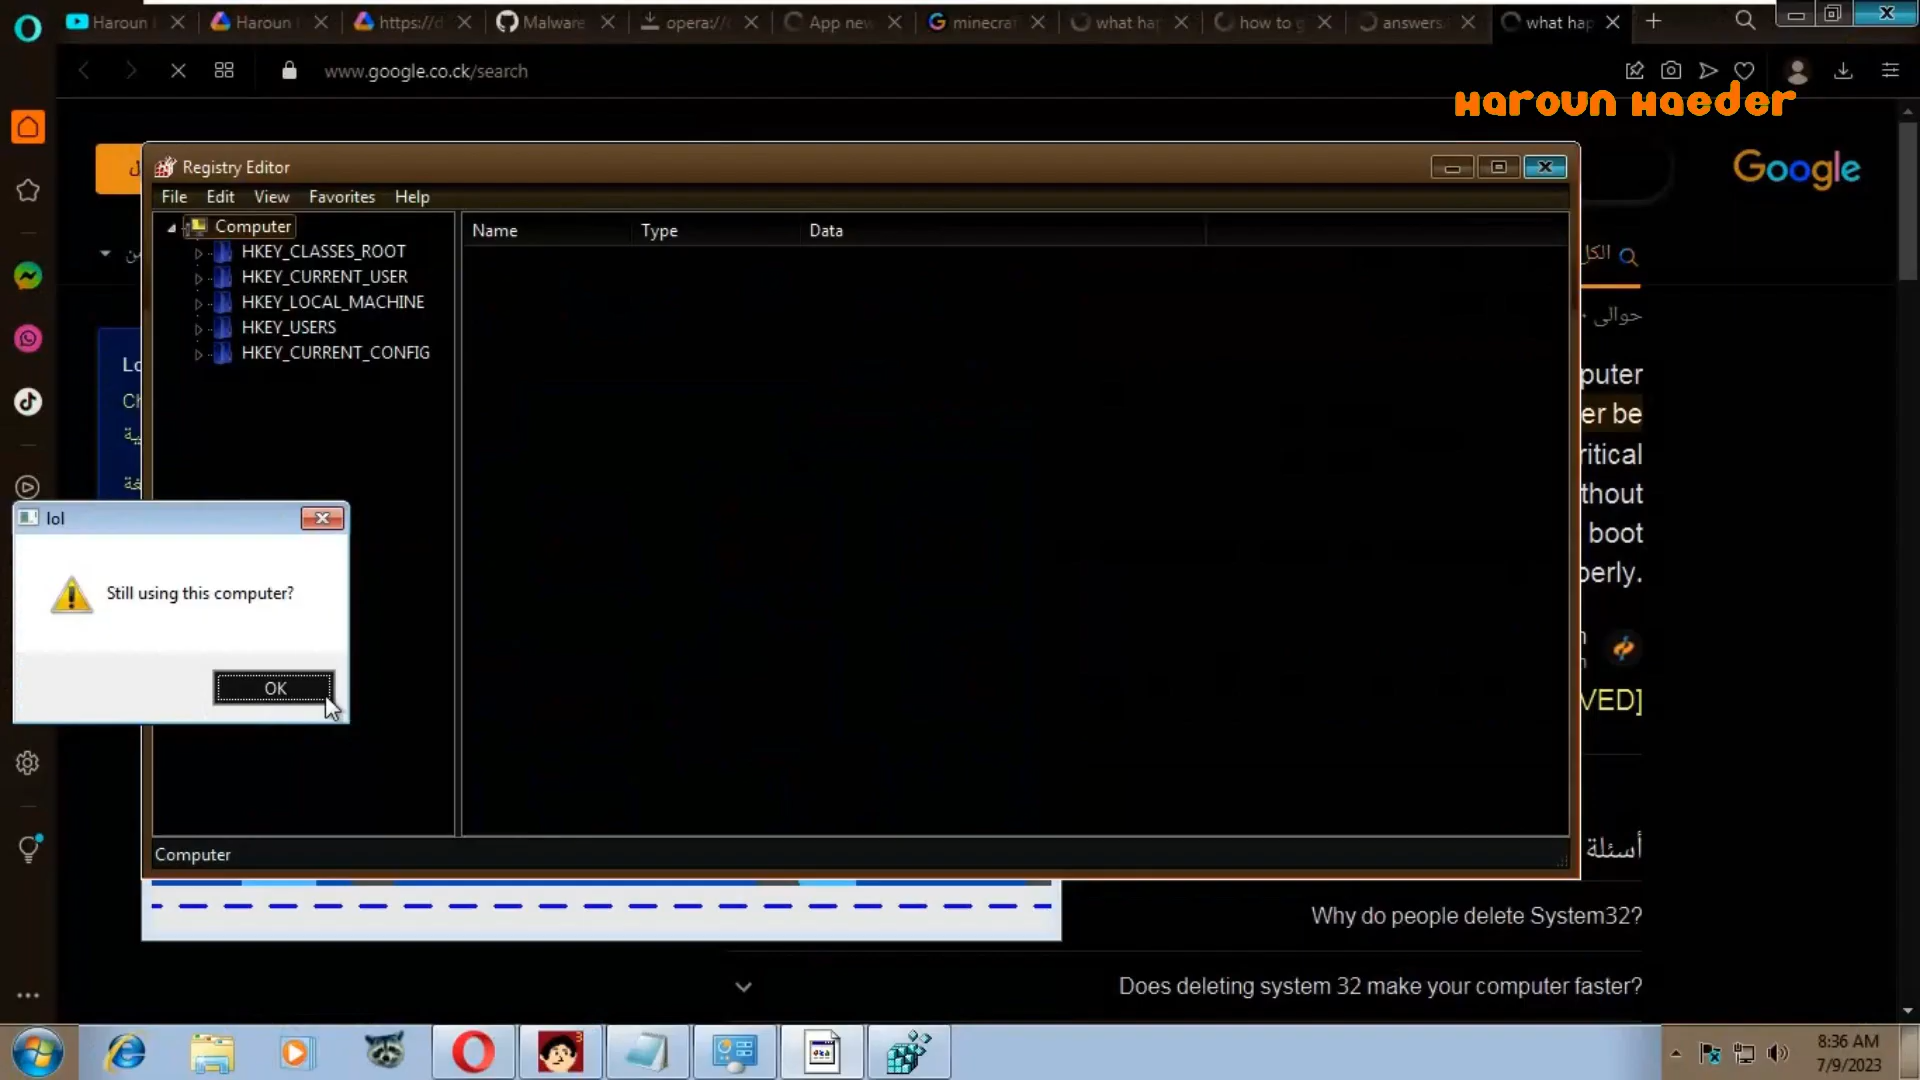 Haroun
Haroun
https://d
Malware
opera://
App new
minecra
what hap
how to g
answers.
what hap
www.google.co.ck/search
Haroun Haeder
Registry Editor
Google
File Edit View Favorites Help
Computer
Name Type Data
HKEY_CLASSES_ROOT
HKEY_CURRENT_USER
HKEY_LOCAL_MACHINE
HKEY_USERS
HKEY_CURRENT_CONFIG
الكل
حوالى
puter
er be
ritical
thout
boot
perly.
VED]
lol
Still using this computer?
OK
Computer
أسئلة
Why do people delete System32?
Does deleting system 32 make your computer faster?
8:36 AM
7/9/2023